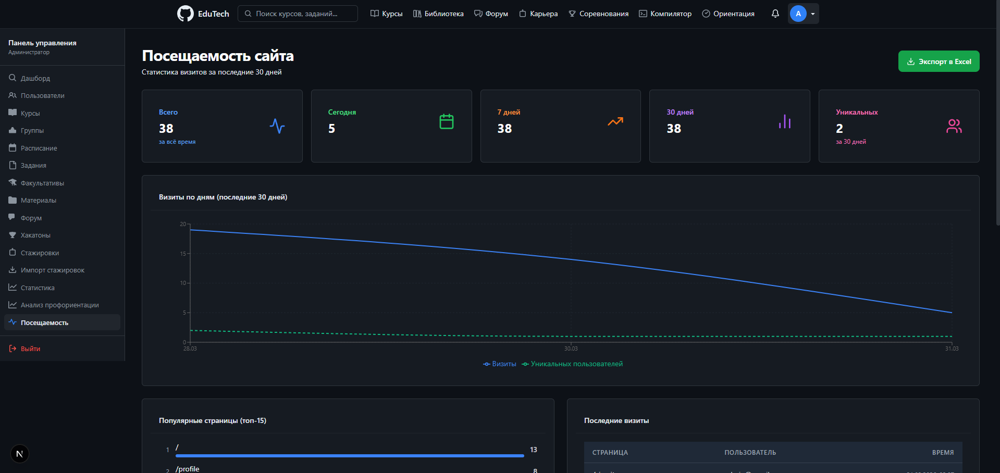 EduTech
Поиск курсов, заданий...
Курсы
Библиотека
Форум
Карьера
Соревнования
Компилятор
Ориентация
A
Панель управления
Администратор
Дашборд
Пользователи
Курсы
Группы
Расписание
Задания
Факультативы
Материалы
Форум
Хакатоны
Стажировки
Импорт стажировок
Статистика
Анализ профориентации
Посещаемость
Выйти
N
Посещаемость сайта
Статистика визитов за последние 30 дней
Экспорт в Excel
Всего
38
за всё время
Сегодня
5
7 дней
38
30 дней
38
Уникальных
2
за 30 дней
Визиты по дням (последние 30 дней)
20
15
10
5
0
28.03
30.03
31.03
Визиты
Уникальных пользователей
Популярные страницы (топ-15)
1
/
13
2
/profile
8
Последние визиты
СТРАНИЦА
ПОЛЬЗОВАТЕЛЬ
ВРЕМЯ